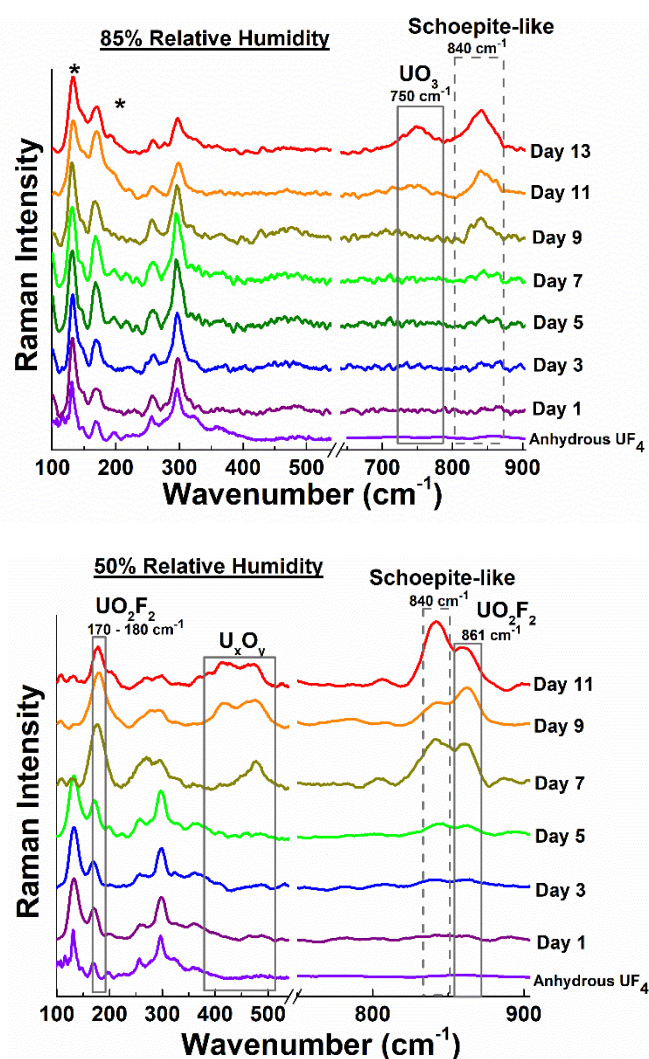 85% Relative Humidity
Schoepite-like
840 cm⁻¹
UO₃
750 cm⁻¹
*
*
Day 13
Day 11
Day 9
Day 7
Day 5
Day 3
Day 1
Anhydrous UF₄
Raman Intensity
100 200 300 400 500 // 700 800 900
Wavenumber (cm⁻¹)
50% Relative Humidity
Schoepite-like
840 cm⁻¹
UO₂F₂
861 cm⁻¹
UO₂F₂
170 - 180 cm⁻¹
UₓOᵧ
Day 11
Day 9
Day 7
Day 5
Day 3
Day 1
Anhydrous UF₄
Raman Intensity
100 200 300 400 500 // 800 900
Wavenumber (cm⁻¹)